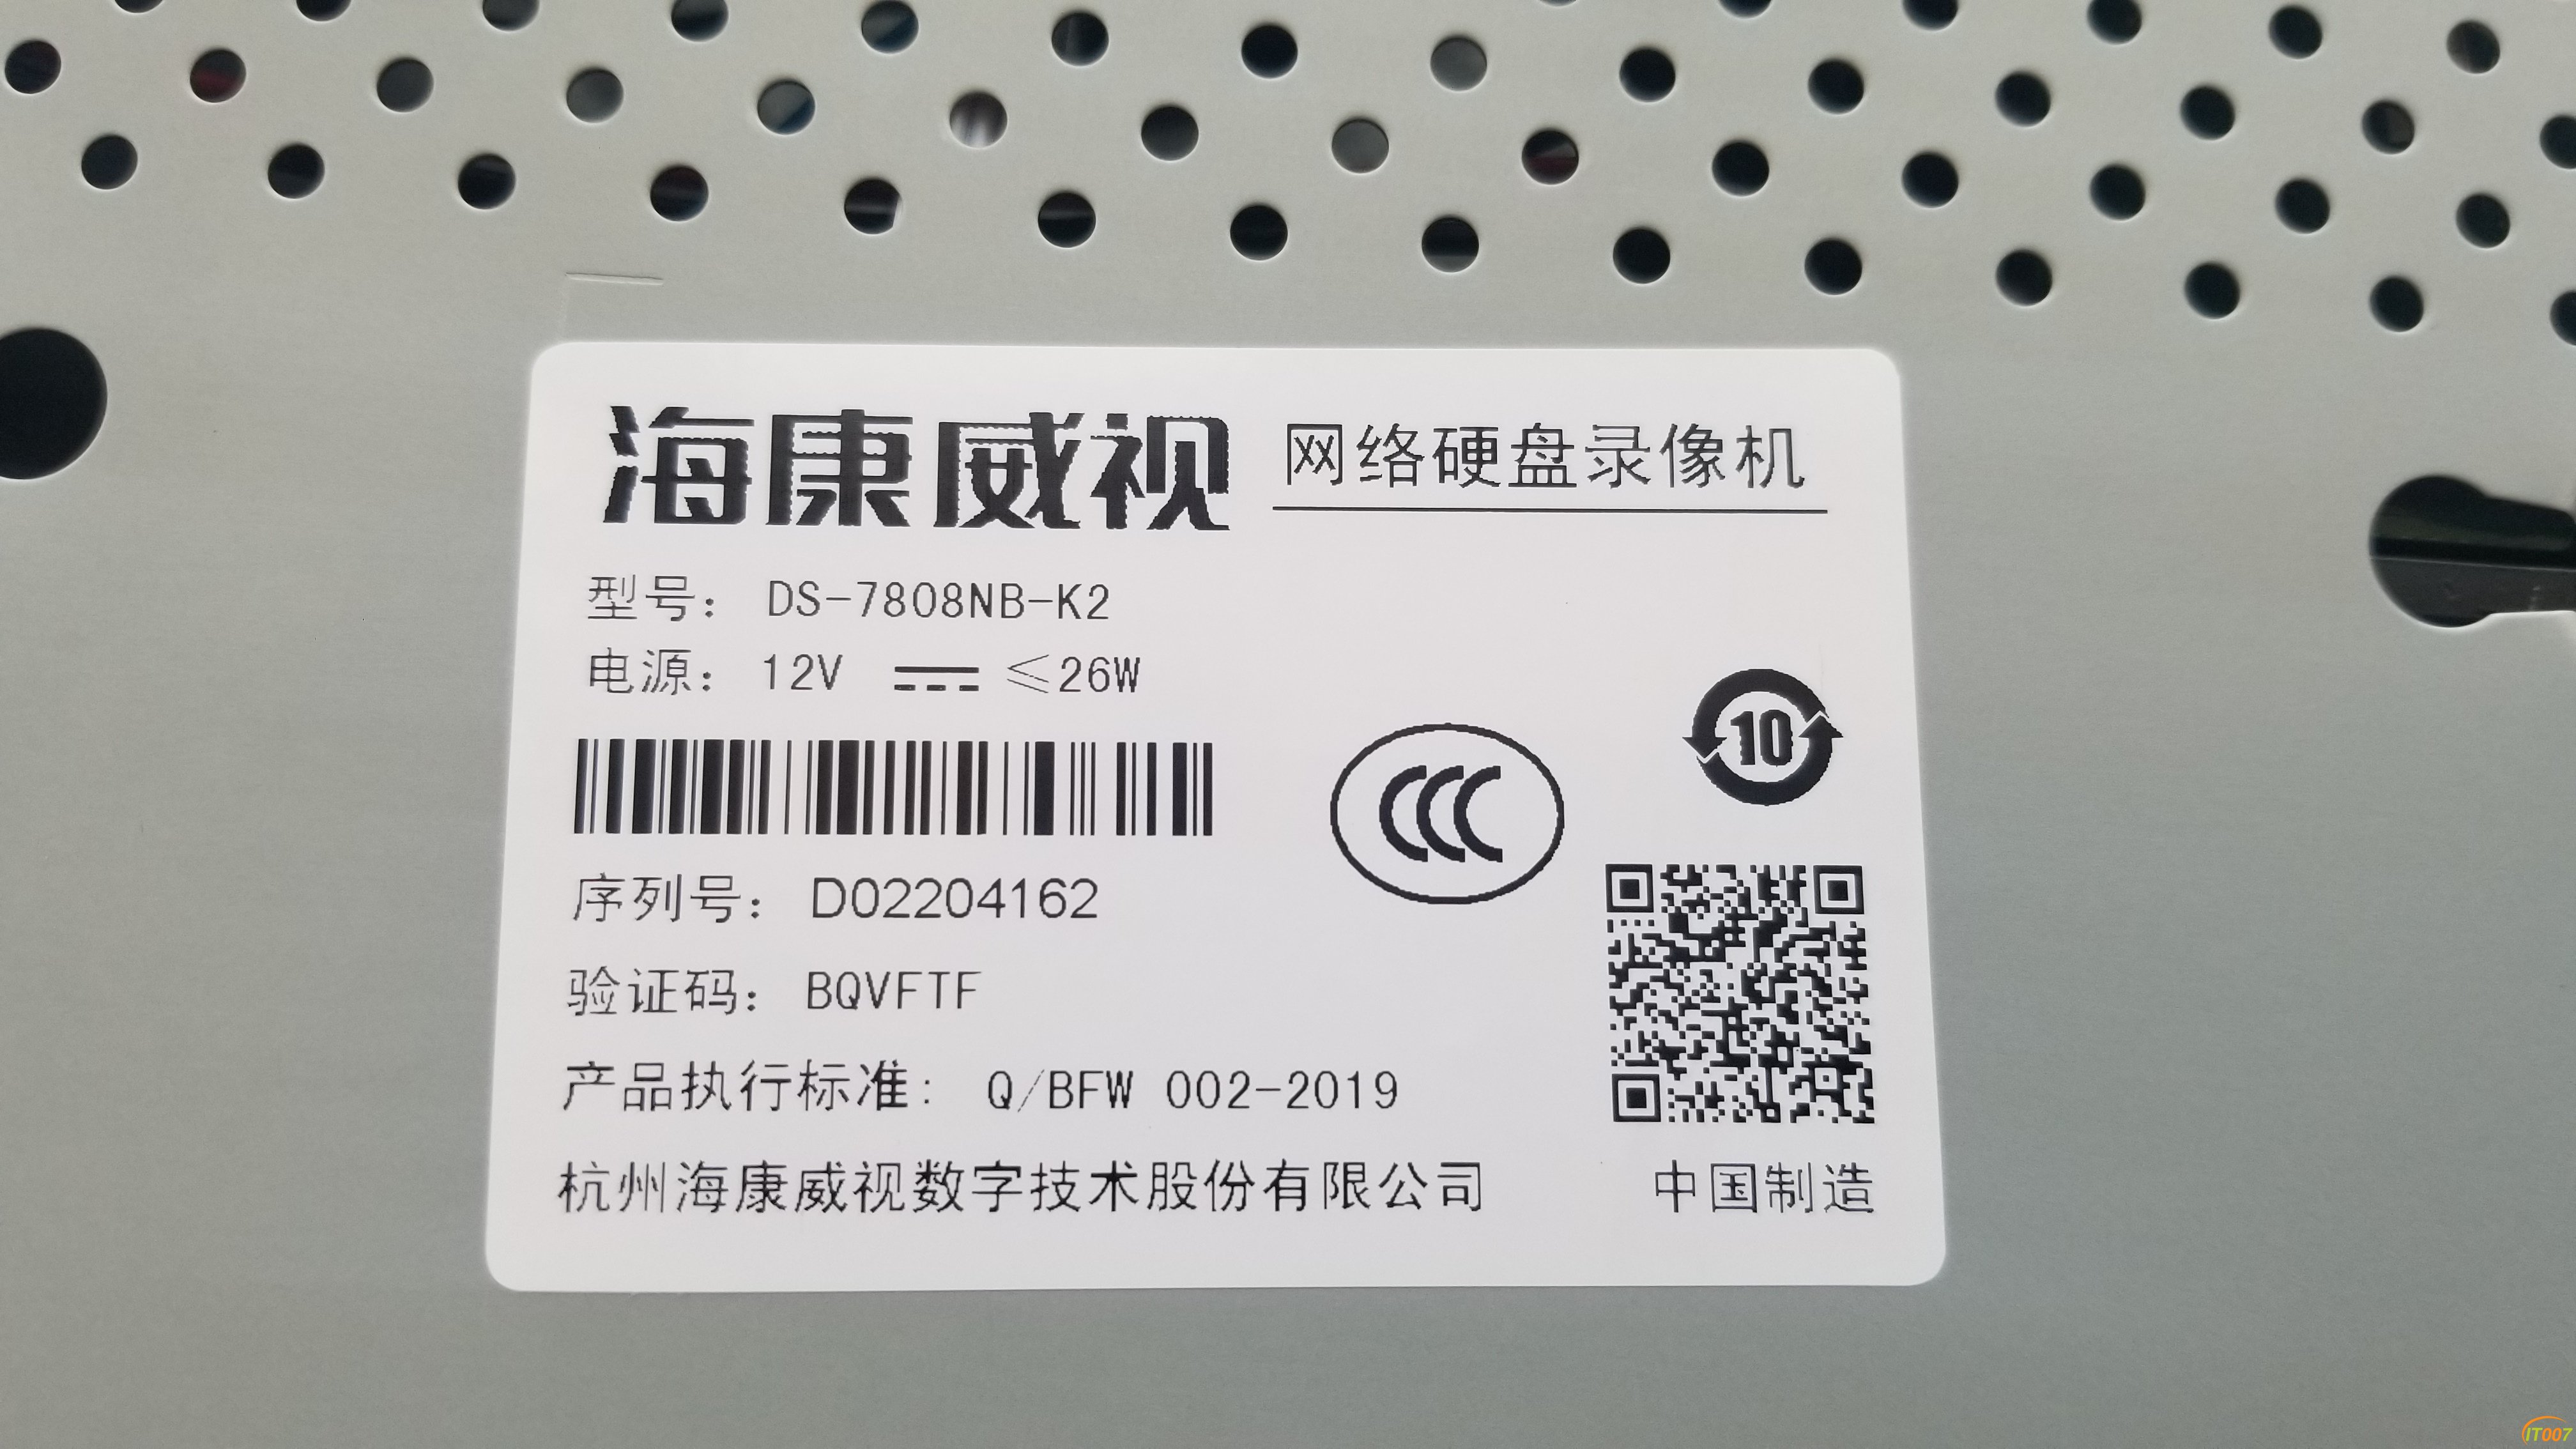 海康威视 网络硬盘录像机
型号： DS-7808NB-K2
电源： 12V ≤26W
10
CCC
序列号： D02204162
验证码： BQVFTF
产品执行标准： Q/BFW 002-2019
杭州海康威视数字技术股份有限公司 中国制造
IT007